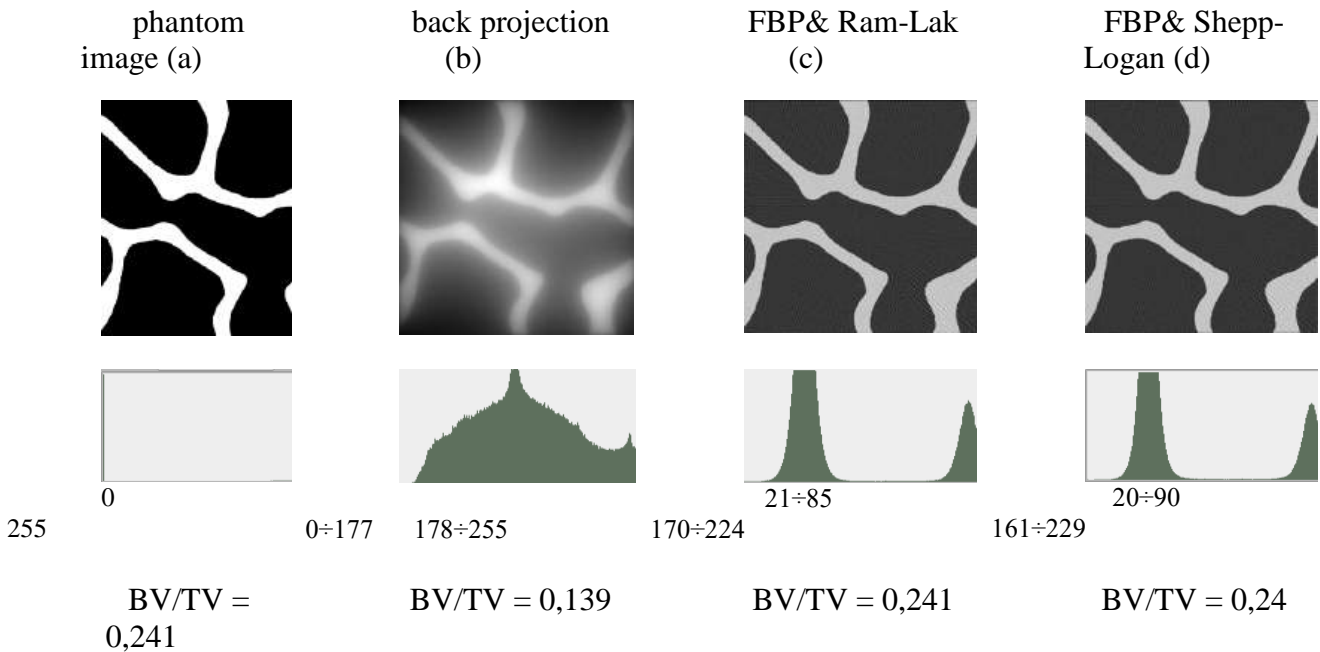 phantom image (a)
back projection (b)
FBP& Ram-Lak (c)
FBP& Shepp-Logan (d)
0
21÷85
20÷90
255
0÷177
178÷255
170÷224
161÷229
BV/TV = 0,241
BV/TV = 0,139
BV/TV = 0,241
BV/TV = 0,24